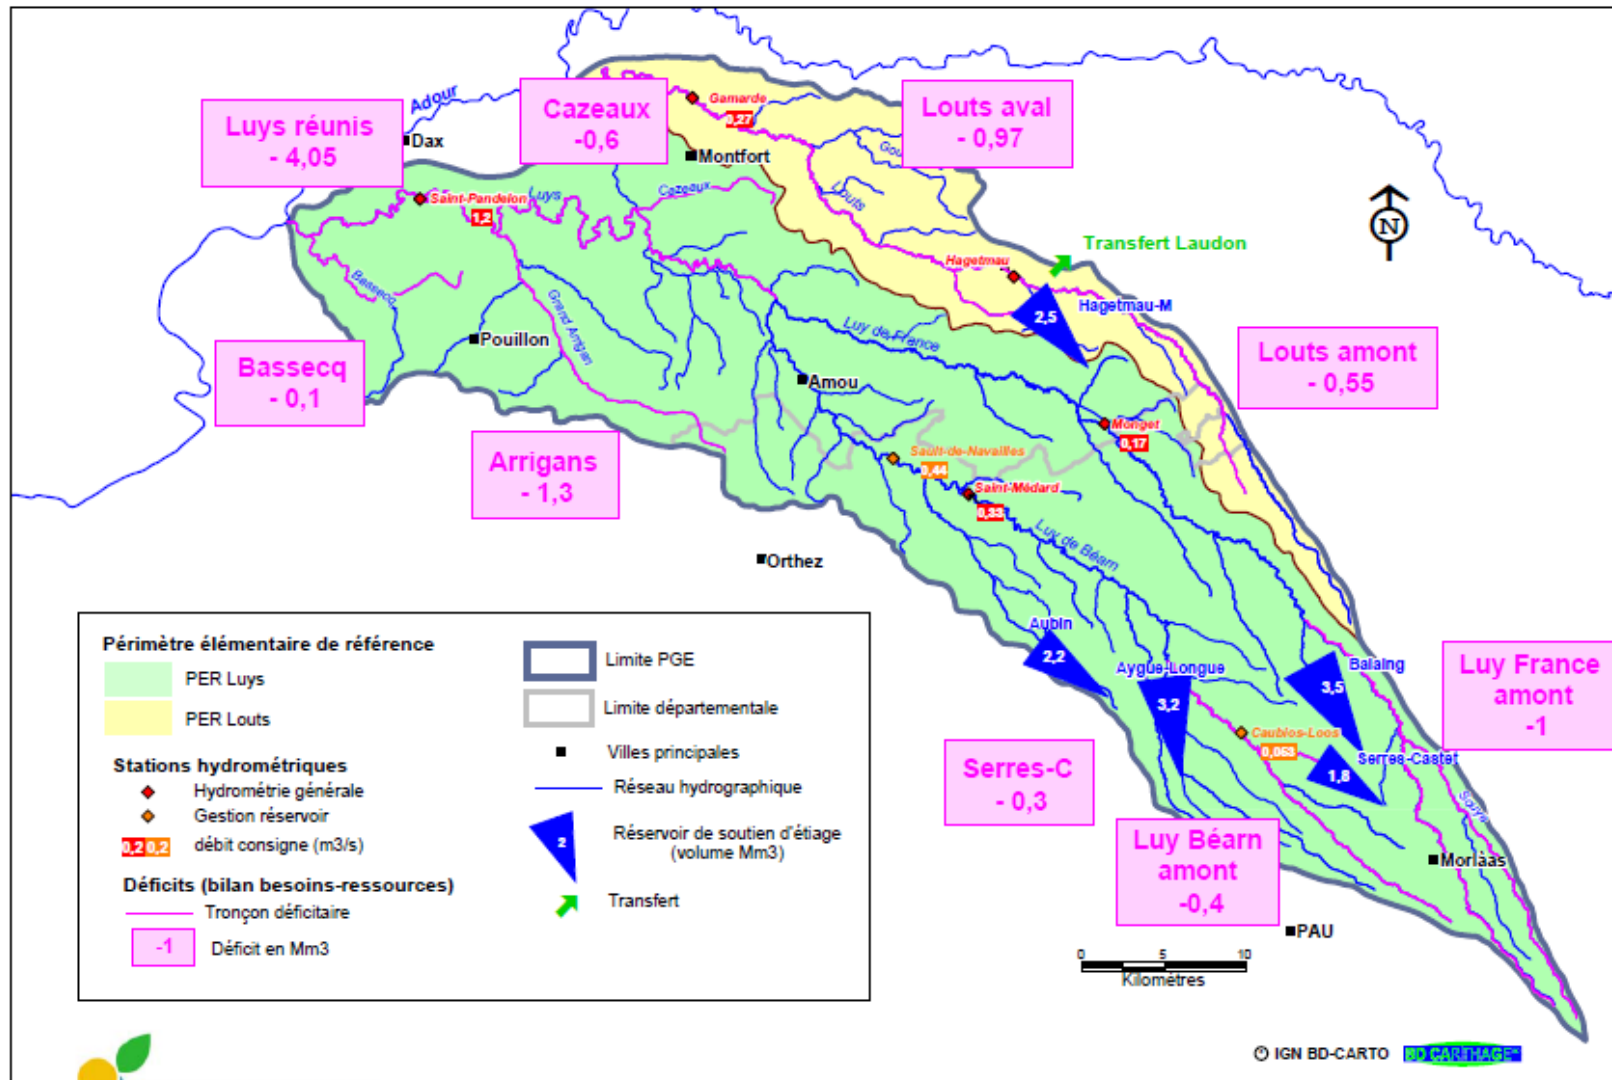 Luys réunis
- 4,05
Adour
Dax
Cazeaux
-0,6
Gamarde
0,27
Montfort
Louts aval
- 0,97
Saint-Pandelon
1,2
Luys
Cazeaux
Louts
Transfert Laudon
N
Hagetmau
Hagetmau-M
2,5
Bassecq
Grand Arrigan
Pouillon
Luy de France
Bassecq
- 0,1
Louts amont
- 0,55
Amou
Monget
0,17
Arrigans
- 1,3
Sault-de-Navailles
0,44
Saint-Médard
0,33
Luy de Béarn
Orthez
Aubin
2,2
Aygue-Longue
3,2
Balaing
3,5
Luy France
amont
-1
Caubios-Loos
0,063
Serres-Castet
1,8
Souye
Serres-C
- 0,3
Luy Béarn
amont
-0,4
Morlàas
PAU
0 5 10
Kilomètres
Périmètre élémentaire de référence
PER Luys
PER Louts
Stations hydrométriques
Hydrométrie générale
Gestion réservoir
0,2 0,2 débit consigne (m3/s)
Déficits (bilan besoins-ressources)
Tronçon déficitaire
-1 Déficit en Mm3
Limite PGE
Limite départementale
Villes principales
Réseau hydrographique
2 Réservoir de soutien d'étiage
(volume Mm3)
Transfert
© IGN BD-CARTO BD CARTHAGE